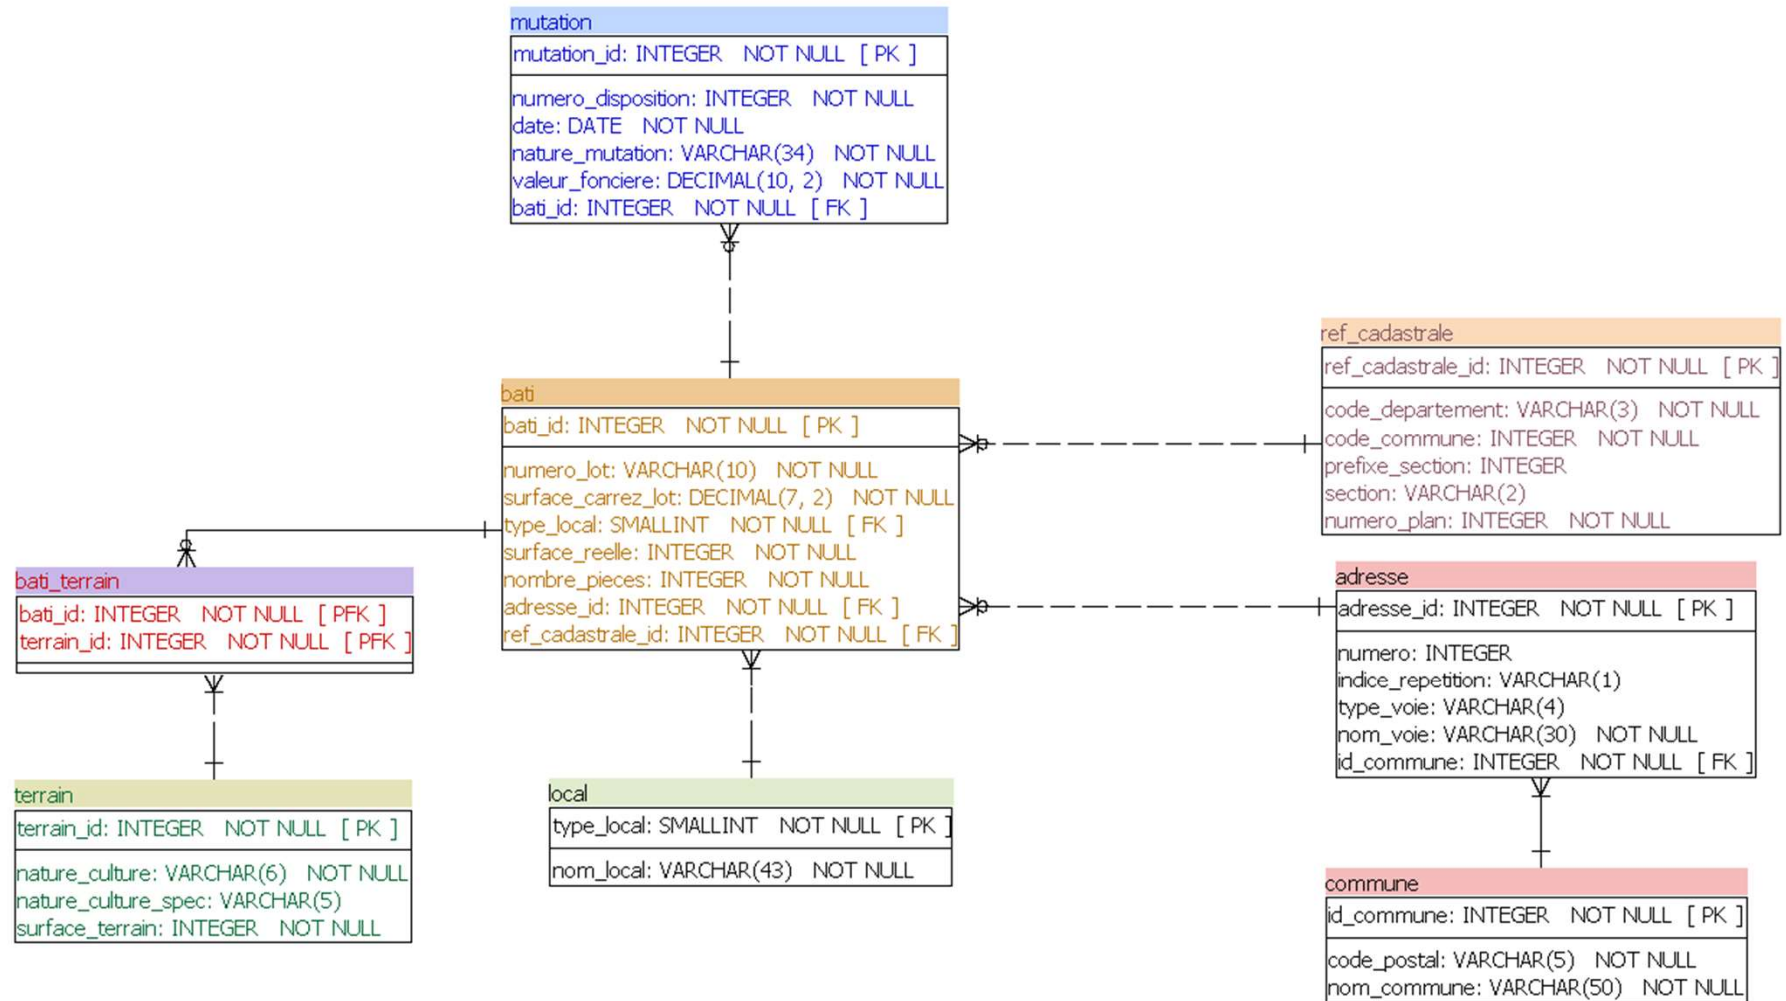 mutation
mutation_id: INTEGER NOT NULL [ PK ]
numero_disposition: INTEGER NOT NULL
date: DATE NOT NULL
nature_mutation: VARCHAR(34) NOT NULL
valeur_fonciere: DECIMAL(10, 2) NOT NULL
bati_id: INTEGER NOT NULL [ FK ]
ref_cadastrale
ref_cadastrale_id: INTEGER NOT NULL [ PK ]
code_departement: VARCHAR(3) NOT NULL
code_commune: INTEGER NOT NULL
prefixe_section: INTEGER
section: VARCHAR(2)
numero_plan: INTEGER NOT NULL
bati
bati_id: INTEGER NOT NULL [ PK ]
numero_lot: VARCHAR(10) NOT NULL
surface_carrez_lot: DECIMAL(7, 2) NOT NULL
type_local: SMALLINT NOT NULL [ FK ]
surface_reelle: INTEGER NOT NULL
nombre_pieces: INTEGER NOT NULL
adresse_id: INTEGER NOT NULL [ FK ]
ref_cadastrale_id: INTEGER NOT NULL [ FK ]
bati_terrain
bati_id: INTEGER NOT NULL [ PFK ]
terrain_id: INTEGER NOT NULL [ PFK ]
adresse
adresse_id: INTEGER NOT NULL [ PK ]
numero: INTEGER
indice_repetition: VARCHAR(1)
type_voie: VARCHAR(4)
nom_voie: VARCHAR(30) NOT NULL
id_commune: INTEGER NOT NULL [ FK ]
terrain
terrain_id: INTEGER NOT NULL [ PK ]
nature_culture: VARCHAR(6) NOT NULL
nature_culture_spec: VARCHAR(5)
surface_terrain: INTEGER NOT NULL
local
type_local: SMALLINT NOT NULL [ PK ]
nom_local: VARCHAR(43) NOT NULL
commune
id_commune: INTEGER NOT NULL [ PK ]
code_postal: VARCHAR(5) NOT NULL
nom_commune: VARCHAR(50) NOT NULL